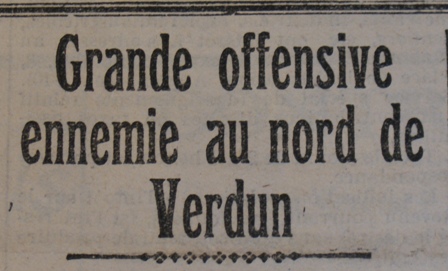 Grande offensive
ennemie au nord de
Verdun